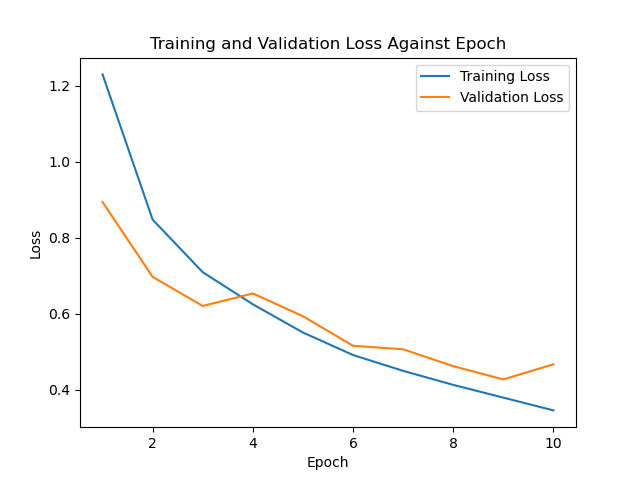 Training and Validation Loss Against Epoch
Training Loss
Validation Loss
Loss
1.2
1.0
0.8
0.6
0.4
2 4 6 8 10
Epoch